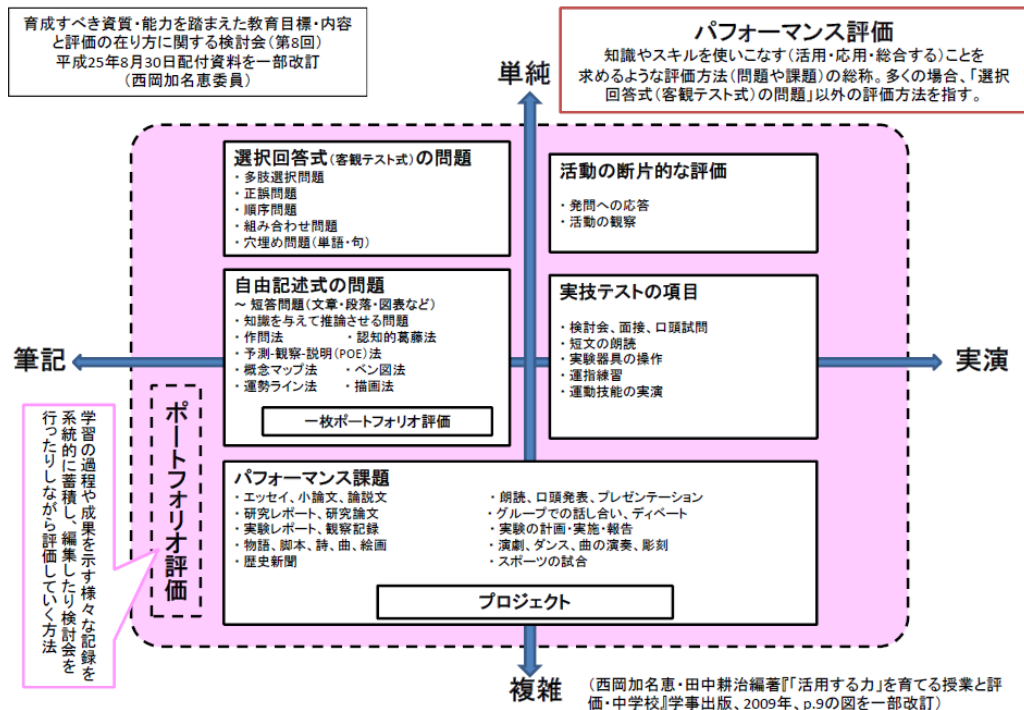 育成すべき資質・能力を踏まえた教育目標・内容
と評価の在り方に関する検討会（第8回）
平成25年8月30日配付資料を一部改訂
（西岡加名恵委員）
パフォーマンス評価
知識やスキルを使いこなす（活用・応用・総合する）ことを
求めるような評価方法（問題や課題）の総称。多くの場合、「選択
回答式（客観テスト式）の問題」以外の評価方法を指す。
単純
選択回答式（客観テスト式）の問題
・多肢選択問題
・正誤問題
・順序問題
・組み合わせ問題
・穴埋め問題（単語・句）
活動の断片的な評価
・発問への応答
・活動の観察
自由記述式の問題
～ 短答問題（文章・段落・図表など）
・知識を与えて推論させる問題
・作問法　・認知的葛藤法
・予測-観察-説明（POE）法
・概念マップ法　・ベン図法
・運勢ライン法　・描画法
一枚ポートフォリオ評価
実技テストの項目
・検討会、面接、口頭試問
・短文の朗読
・実験器具の操作
・運指練習
・運動技能の実演
筆記
実演
ポートフォリオ評価
学習の過程や成果を示す様々な記録を
系統的に蓄積し、編集したり検討会を
行ったりしながら評価していく方法
パフォーマンス課題
・エッセイ、小論文、論説文
・研究レポート、研究論文
・実験レポート、観察記録
・物語、脚本、詩、曲、絵画
・歴史新聞
・朗読、口頭発表、プレゼンテーション
・グループでの話し合い、ディベート
・実験の計画・実施・報告
・演劇、ダンス、曲の演奏、彫刻
・スポーツの試合
プロジェクト
複雑
（西岡加名恵・田中耕治編著『「活用する力」を育てる授業と評
価・中学校』学事出版、2009年、p.9の図を一部改訂）